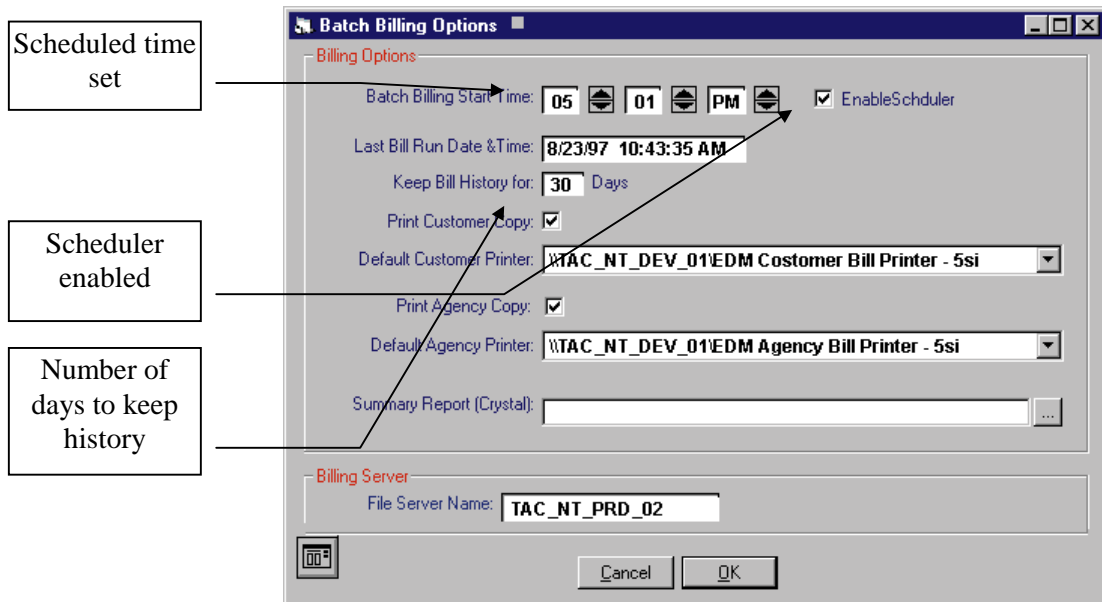 Scheduled time
set
Scheduler
enabled
Number of
days to keep
history
Batch Billing Options
Billing Options
Batch Billing Start Time: 05 01 PM EnableSchduler
Last Bill Run Date &Time: 8/23/97 10:43:35 AM
Keep Bill History for: 30 Days
Print Customer Copy:
Default Customer Printer: \\TAC_NT_DEV_01\EDM Costomer Bill Printer - 5si
Print Agency Copy:
Default Agency Printer: \\TAC_NT_DEV_01\EDM Agency Bill Printer - 5si
Summary Report (Crystal): ...
Billing Server
File Server Name: TAC_NT_PRD_02
Cancel OK